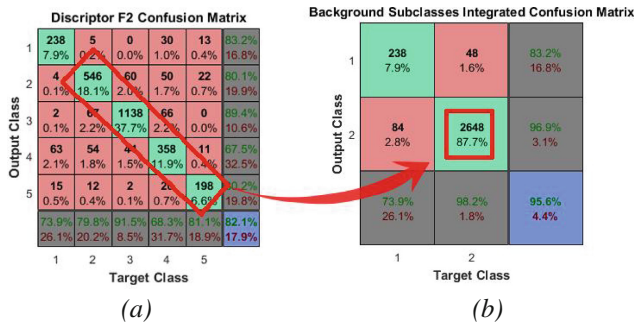 Discriptor F2 Confusion Matrix
1 238 5 0 30 13 83.2%
7.9% 0.2% 0.0% 1.0% 0.4% 16.8%
2 4 546 60 50 22 80.1%
0.1% 18.1% 2.0% 1.7% 0.7% 19.9%
3 2 67 1138 66 0 89.4%
0.1% 2.2% 37.7% 2.2% 0.0% 10.6%
4 63 54 44 358 11 67.5%
2.1% 1.8% 1.5% 11.9% 0.4% 32.5%
5 15 12 2 20 198 80.2%
0.5% 0.4% 0.1% 0.7% 6.6% 19.8%
73.9% 79.8% 91.5% 68.3% 81.1% 82.1%
26.1% 20.2% 8.5% 31.7% 18.9% 17.9%
1 2 3 4 5
Target Class
Output Class
(a)
Background Subclasses Integrated Confusion Matrix
1 238 48 83.2%
7.9% 1.6% 16.8%
2 84 2648 96.9%
2.8% 87.7% 3.1%
73.9% 98.2% 95.6%
26.1% 1.8% 4.4%
1 2
Target Class
Output Class
(b)